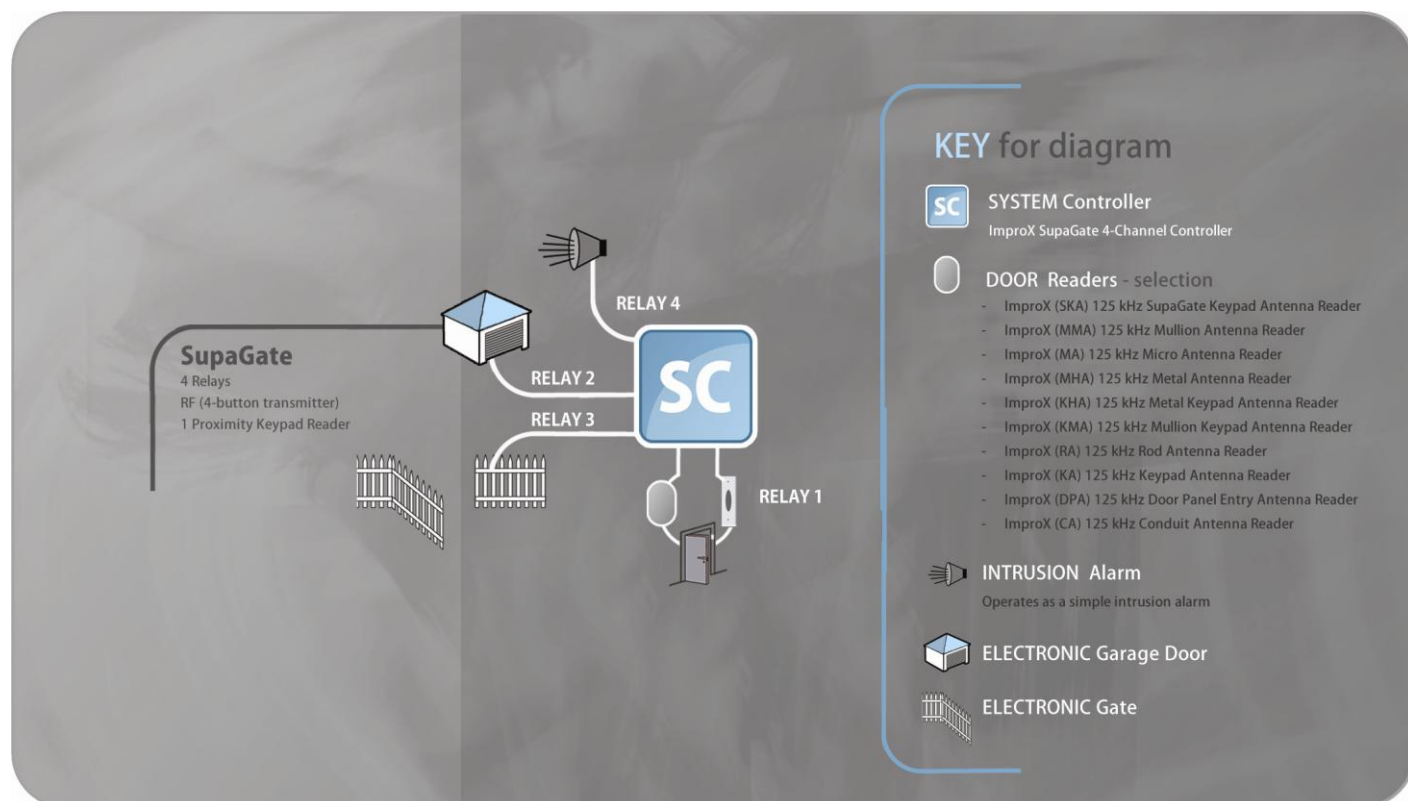 SupaGate
4 Relays
RF (4-button transmitter)
1 Proximity Keypad Reader
RELAY 4
RELAY 2
RELAY 3
SC
RELAY 1
KEY for diagram
SC
SYSTEM Controller
ImproX SupaGate 4-Channel Controller
DOOR Readers - selection
- ImproX (SKA) 125 kHz SupaGate Keypad Antenna Reader
- ImproX (MMA) 125 kHz Mullion Antenna Reader
- ImproX (MA) 125 kHz Micro Antenna Reader
- ImproX (MHA) 125 kHz Metal Antenna Reader
- ImproX (KHA) 125 kHz Metal Keypad Antenna Reader
- ImproX (KMA) 125 kHz Mullion Keypad Antenna Reader
- ImproX (RA) 125 kHz Rod Antenna Reader
- ImproX (KA) 125 kHz Keypad Antenna Reader
- ImproX (DPA) 125 kHz Door Panel Entry Antenna Reader
- ImproX (CA) 125 kHz Conduit Antenna Reader
INTRUSION Alarm
Operates as a simple intrusion alarm
ELECTRONIC Garage Door
ELECTRONIC Gate